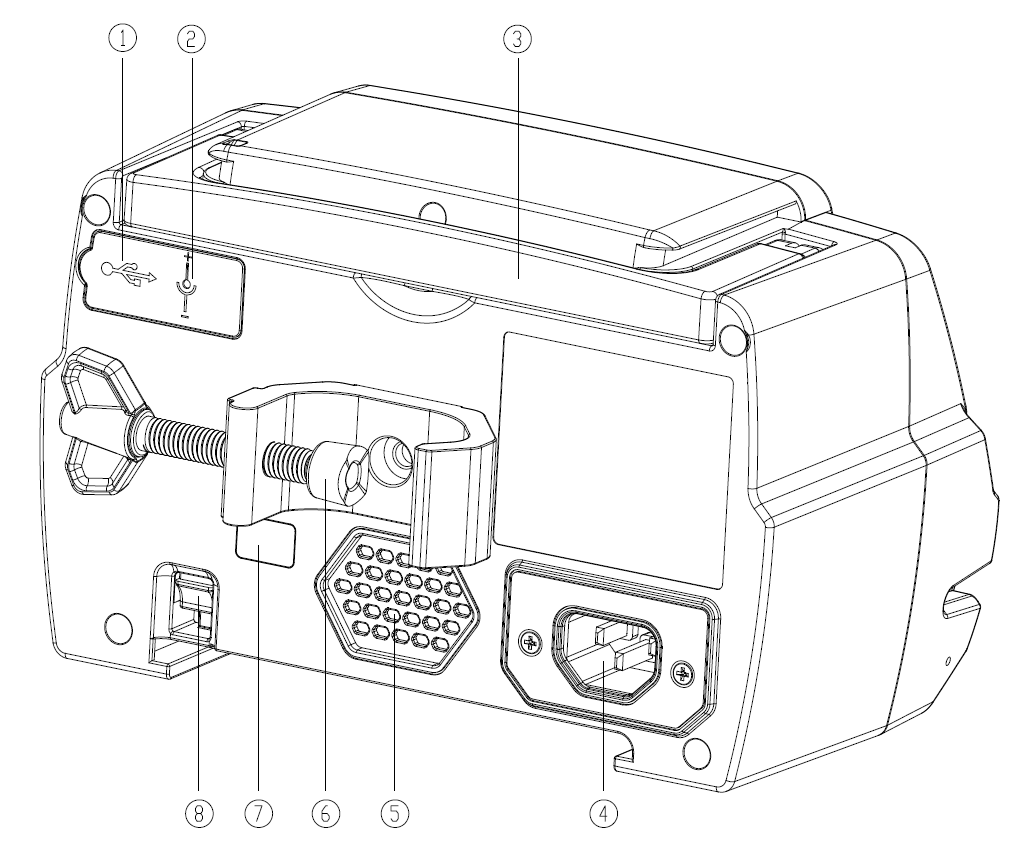 ① ② ③
+
−
⑧ ⑦ ⑥ ⑤ ④